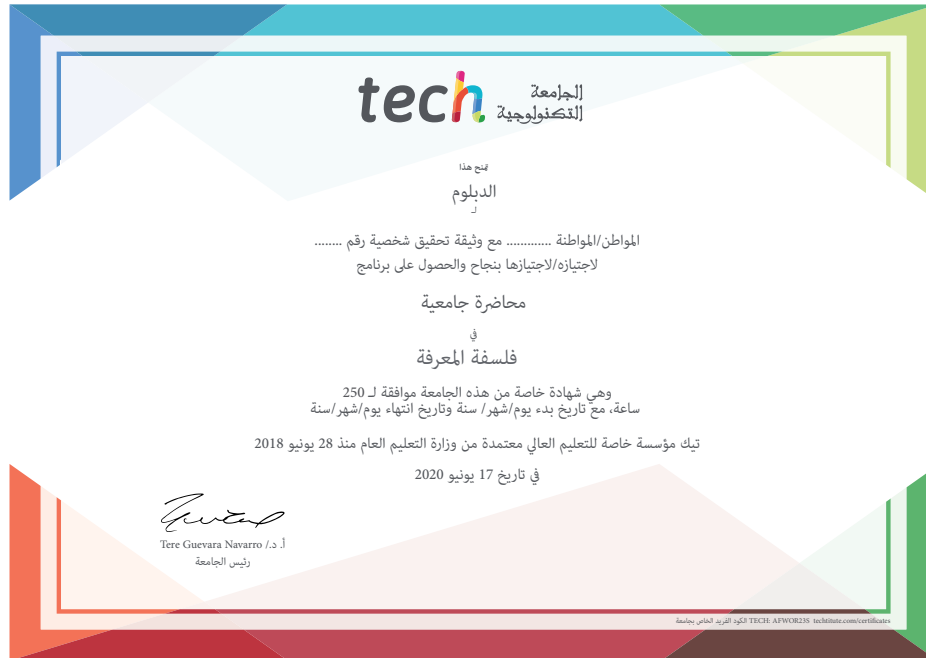 tech الجامعة
التكنولوجية
تمنح هذا
الدبلوم
لـ
المواطن/المواطنة ............. مع وثيقة تحقيق شخصية رقم ........
لاجتيازه/لاجتيازها بنجاح والحصول على برنامج
محاضرة جامعية
في
فلسفة المعرفة
وهي شهادة خاصة من هذه الجامعة موافقة لـ 250
ساعة، مع تاريخ بدء يوم/شهر/ سنة وتاريخ انتهاء يوم/شهر/سنة
تيك مؤسسة خاصة للتعليم العالي معتمدة من وزارة التعليم العام منذ 28 يونيو 2018
في تاريخ 17 يونيو 2020
أ. د./ Tere Guevara Navarro
رئيس الجامعة
الكود الفريد الخاص بجامعة TECH: AFWOR23S techtitute.com/certificates